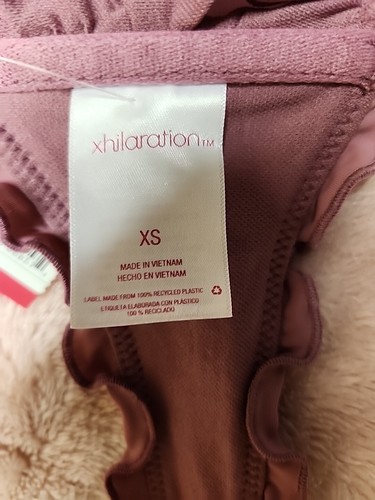 xhilaration™
XS
MADE IN VIETNAM
HECHO EN VIETNAM
LABEL MADE FROM 100% RECYCLED PLASTIC
ETIQUETA ELABORADA CON PLÁSTICO
100 % RECICLADO